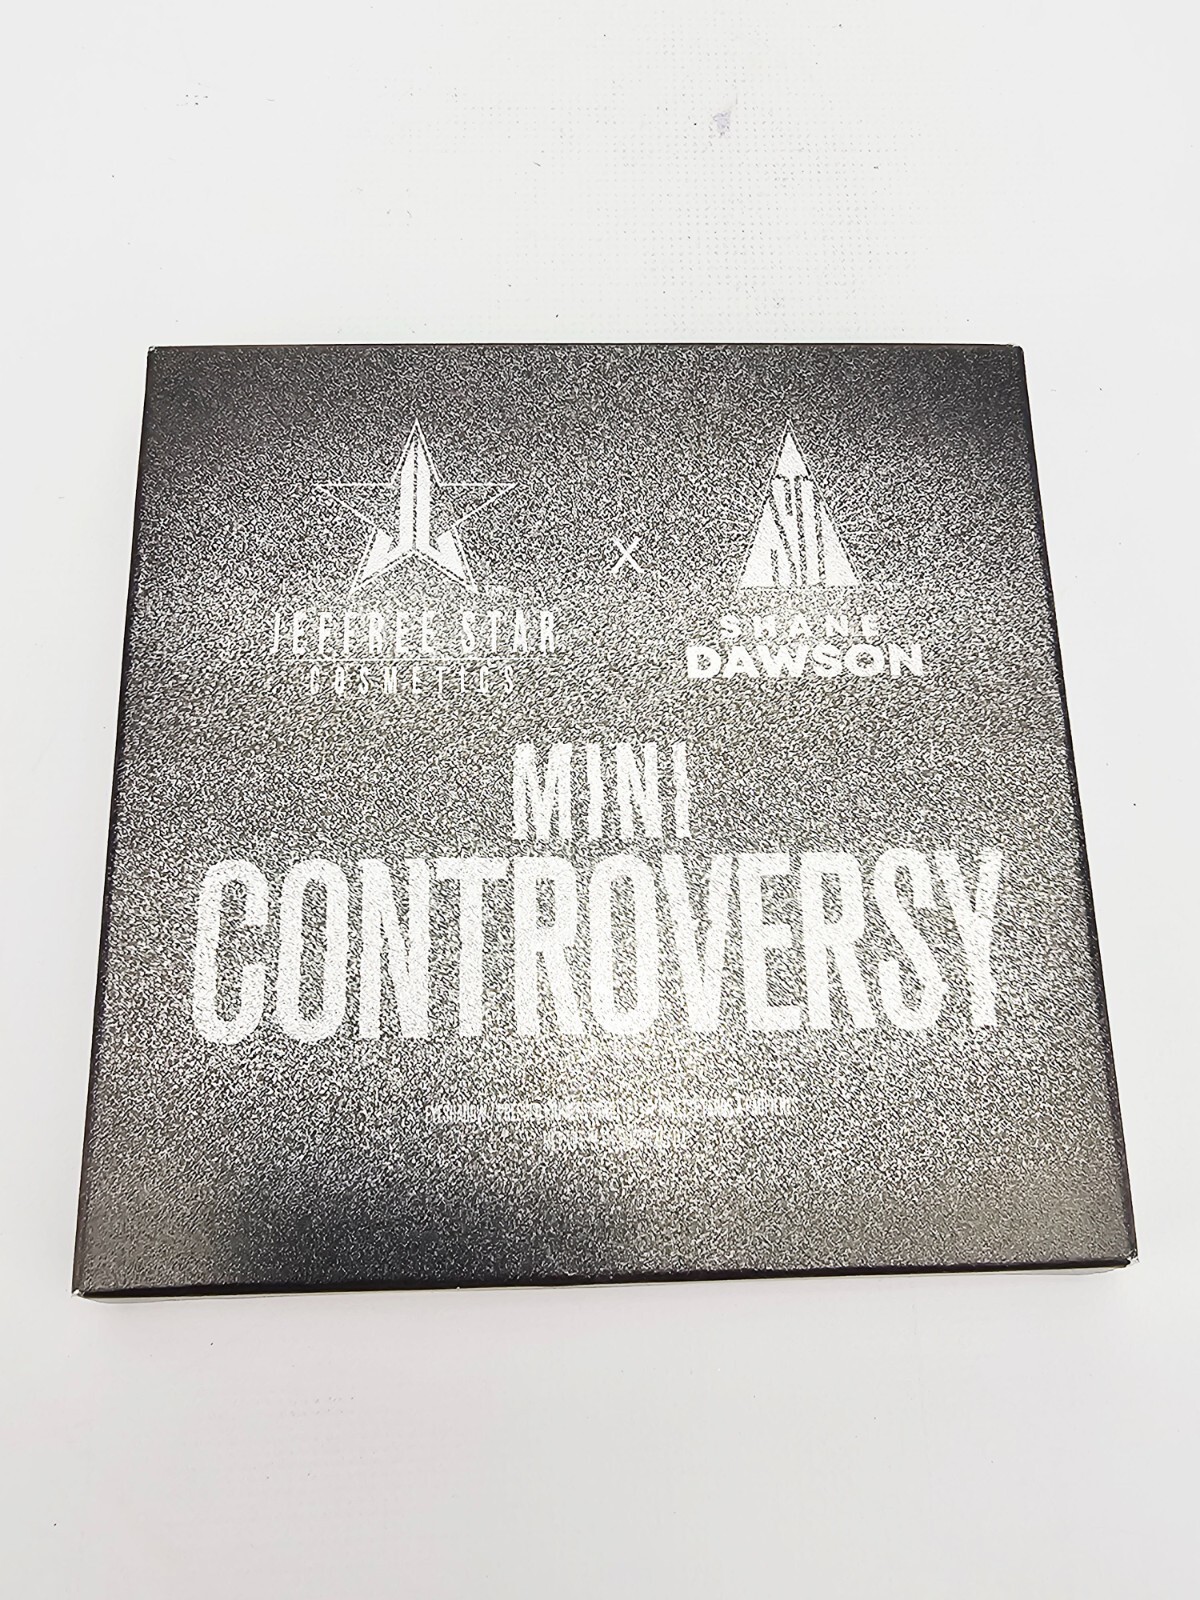 JEFFREE STAR
COSMETICS
X
SHANE
DAWSON
MINI
CONTROVERSY